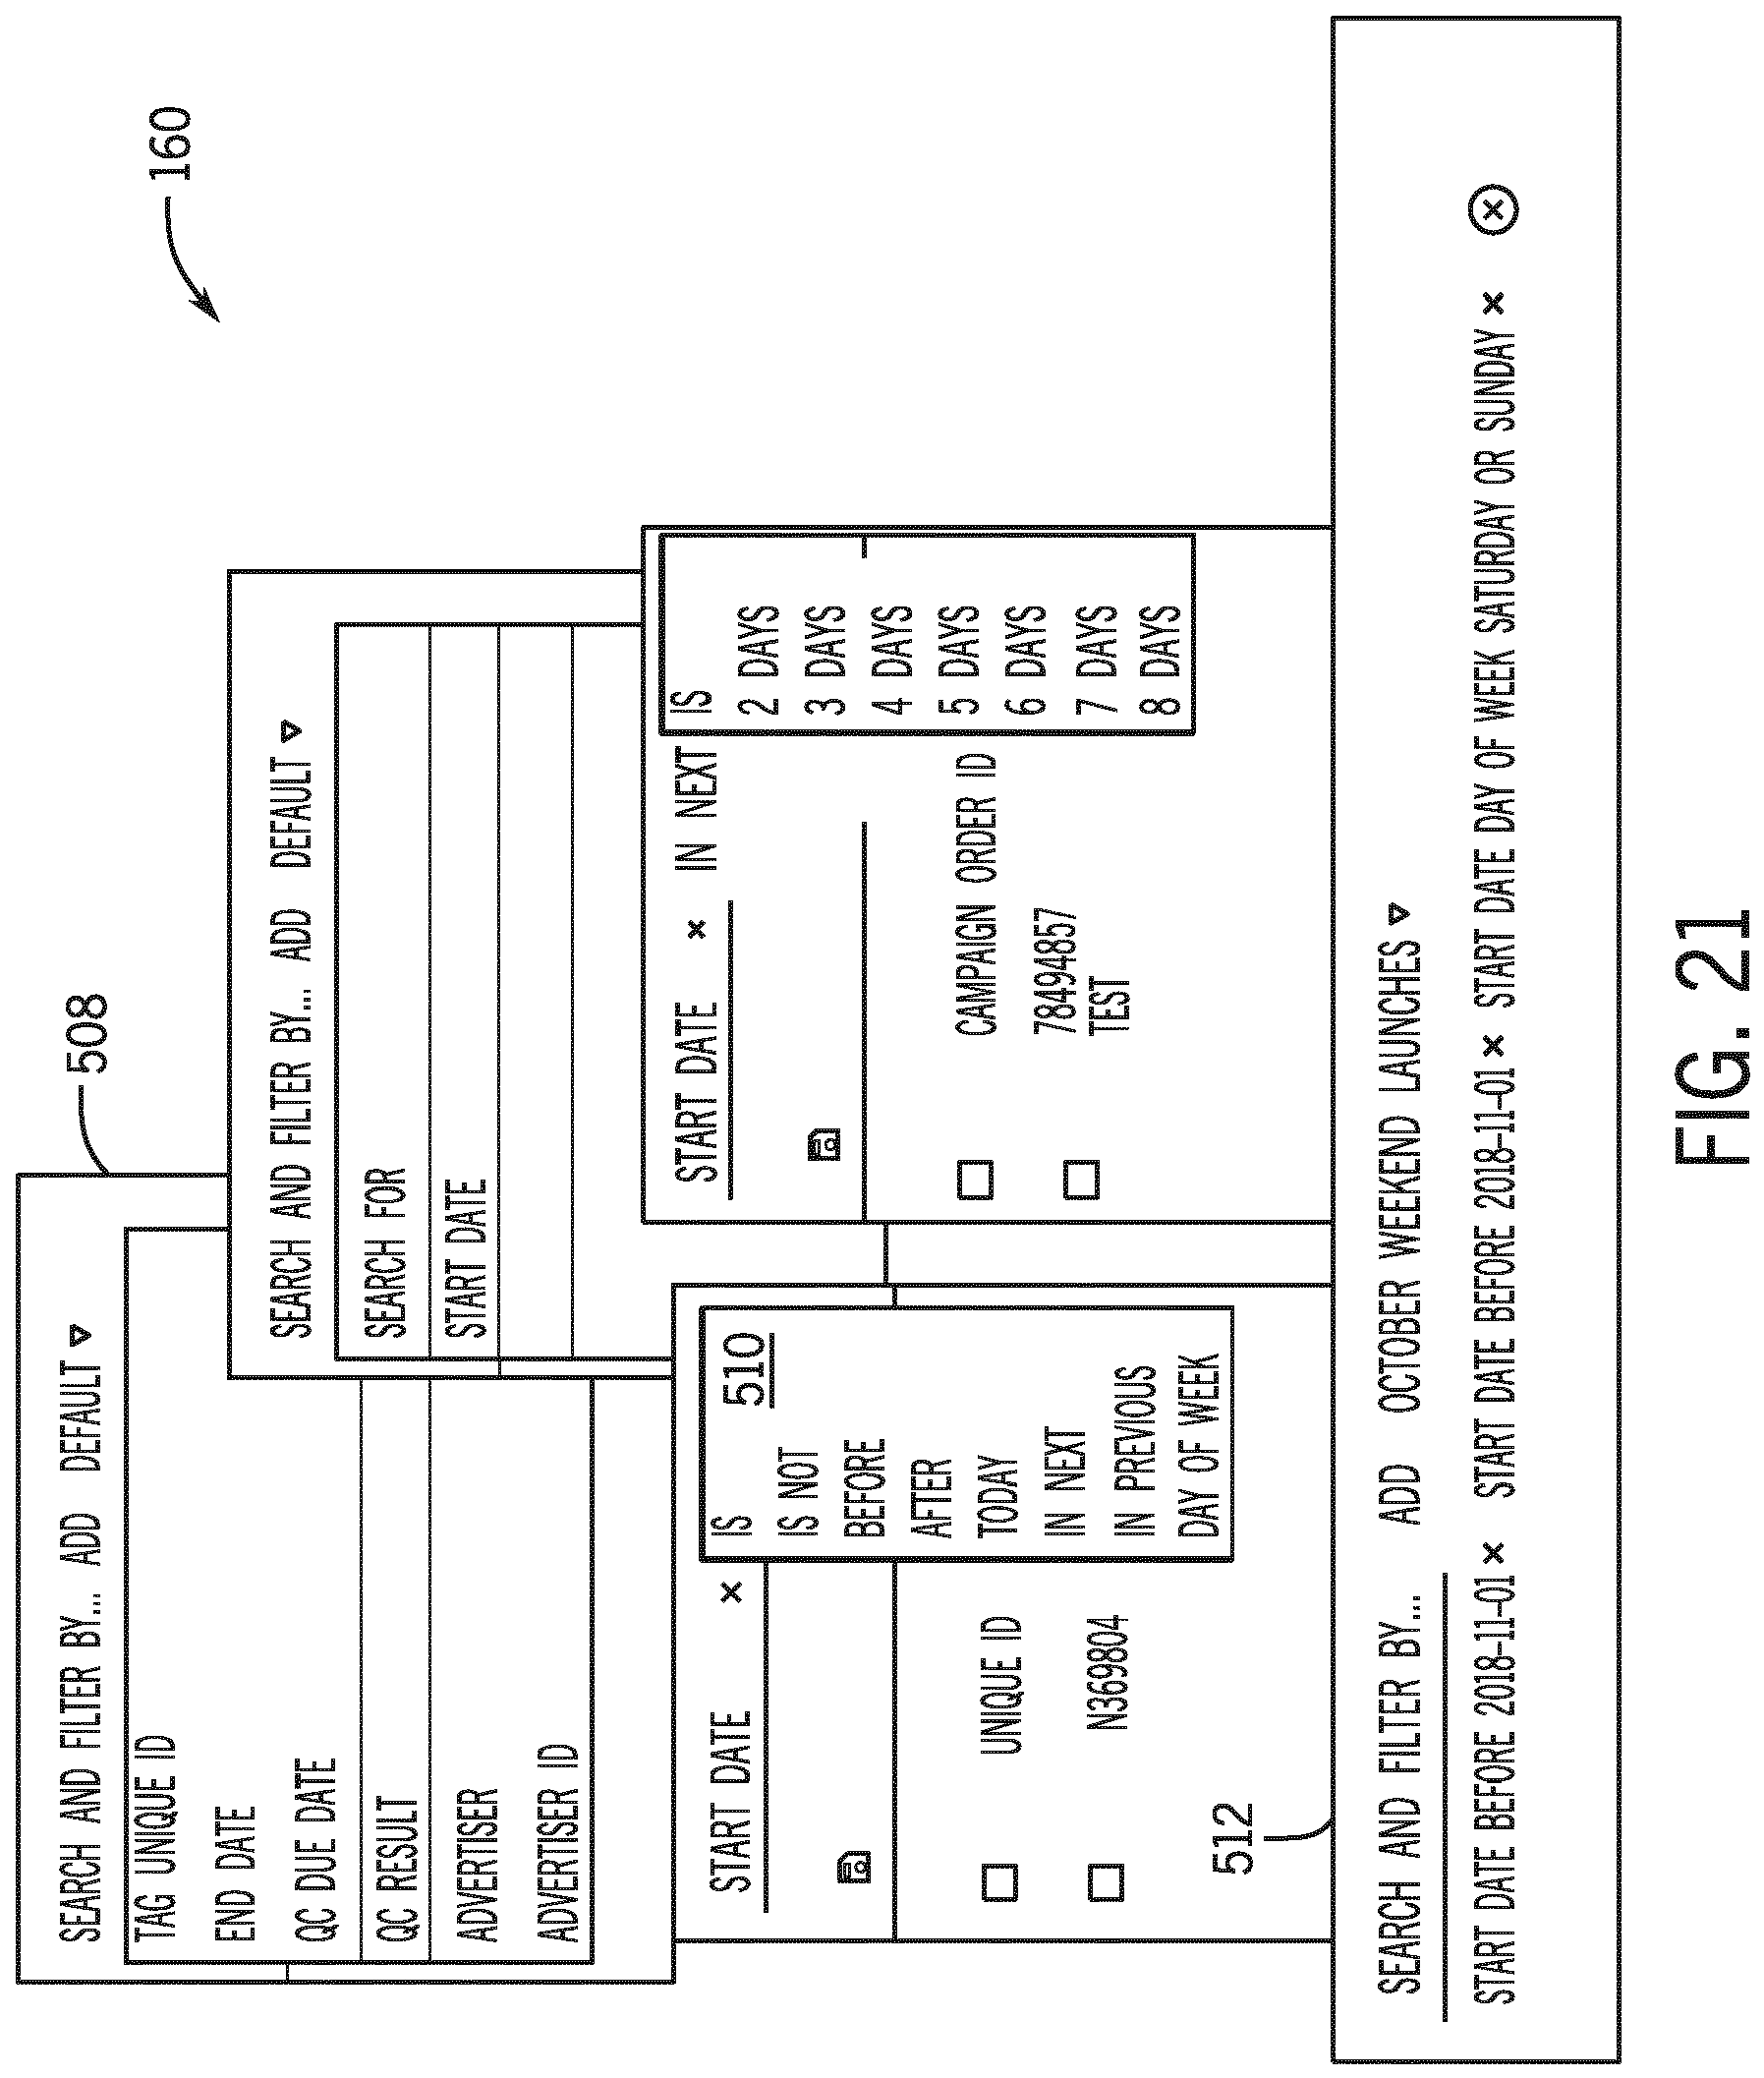 160
508
SEARCH AND FILTER BY... ADD DEFAULT
TAG UNIQUE ID
END DATE
QC DUE DATE
QC RESULT
ADVERTISER
ADVERTISER ID
SEARCH AND FILTER BY... ADD DEFAULT
SEARCH FOR
START DATE
START DATE ×
510
IS
IS NOT
BEFORE
AFTER
TODAY
IN NEXT
IN PREVIOUS
DAY OF WEEK
UNIQUE ID
N369804
START DATE × IN NEXT
IS
2 DAYS
3 DAYS
4 DAYS
5 DAYS
6 DAYS
7 DAYS
8 DAYS
CAMPAIGN ORDER ID
78494857
TEST
512
SEARCH AND FILTER BY... ADD OCTOBER WEEKEND LAUNCHES
START DATE BEFORE 2018-11-01 × START DATE BEFORE 2018-11-01 × START DATE DAY OF WEEK SATURDAY OR SUNDAY × ×
FIG. 21